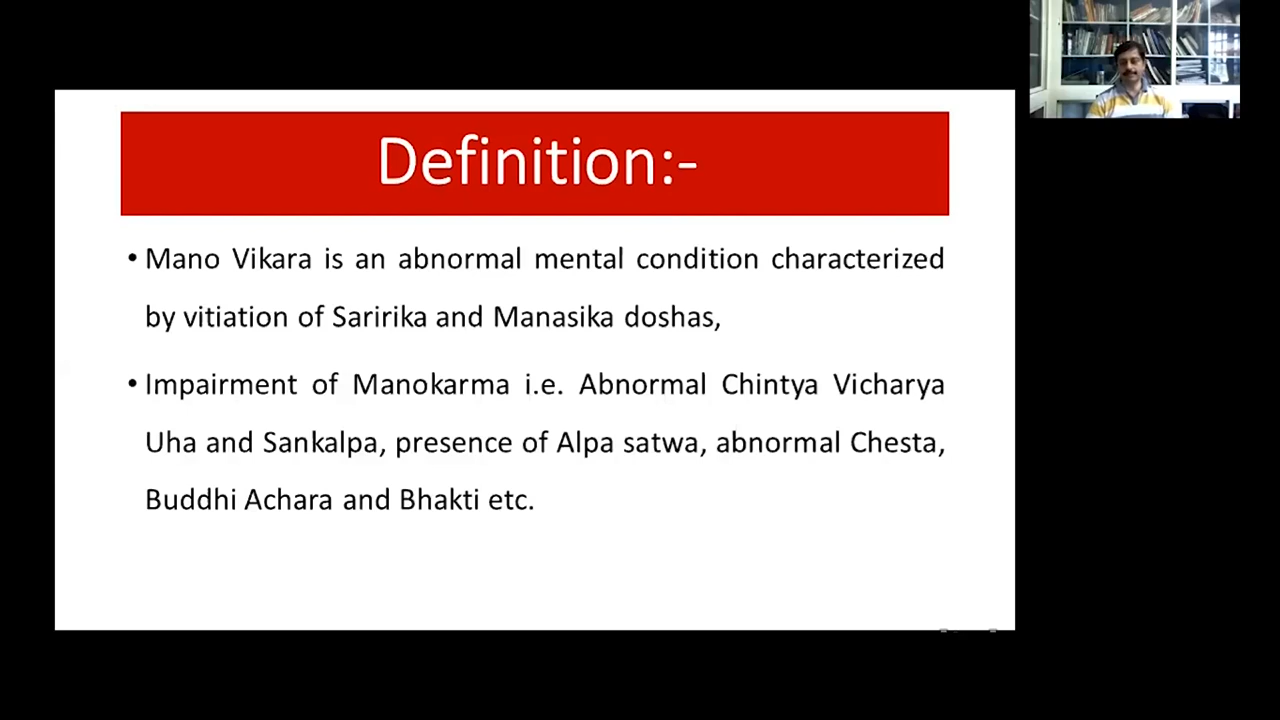 Definition:-
• Mano Vikara is an abnormal mental condition characterized
by vitiation of Saririka and Manasika doshas,
• Impairment of Manokarma i.e. Abnormal Chintya Vicharya
Uha and Sankalpa, presence of Alpa satwa, abnormal Chesta,
Buddhi Achara and Bhakti etc.